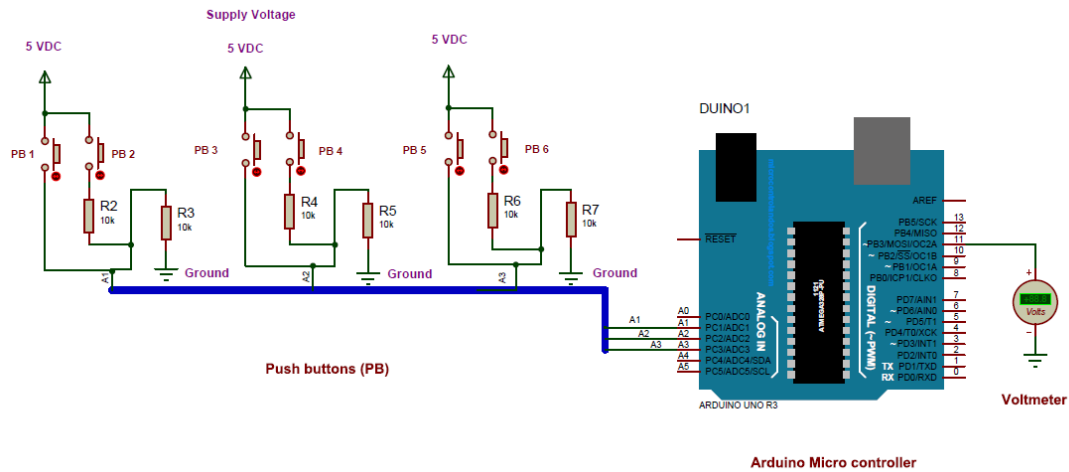 Supply Voltage
5 VDC
5 VDC
5 VDC
PB 1
PB 2
PB 3
PB 4
PB 5
PB 6
R2
10k
R3
10k
R4
10k
R5
10k
R6
10k
R7
10k
Ground
Ground
Ground
A1
A2
A3
A1
A2
A3
Push buttons (PB)
DUINO1
RESET
AREF
PB5/SCK 13
PB4/MISO 12
~PB3/MOSI/OC2A 11
~ PB2/SS/OC1B 10
~ PB1/OC1A 9
PB0/ICP1/CLKO 8
PD7/AIN1 7
~PD6/AIN0 6
~ PD5/T1 5
PD4/T0/XCK 4
~PD3/INT1 3
PD2/INT0 2
TX PD1/TXD 1
RX PD0/RXD 0
A0 PC0/ADC0
A1 PC1/ADC1
A2 PC2/ADC2
A3 PC3/ADC3
A4 PC4/ADC4/SDA
A5 PC5/ADC5/SCL
ANALOG IN
1121
ATMEGA328P-PU
DIGITAL (~PWM)
ARDUINO UNO R3
+
Volts
−
Voltmeter
Arduino Micro controller